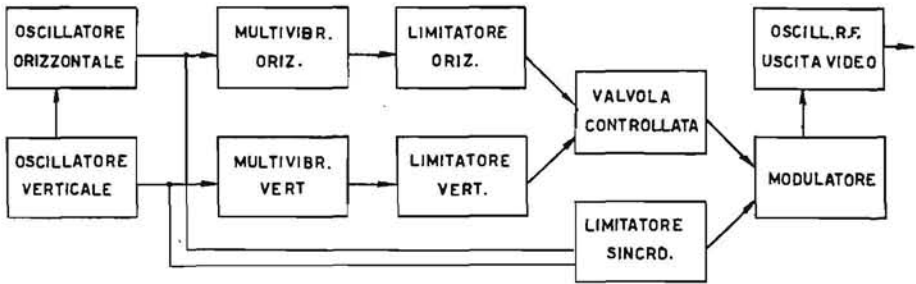 OSCILLATORE
ORIZZONTALE
MULTIVIBR.
ORIZ.
LIMITATORE
ORIZ.
OSCILL. R.F.
USCITA VIDEO
VALVOLA
CONTROLLATA
OSCILLATORE
VERTICALE
MULTIVIBR.
VERT
LIMITATORE
VERT.
MODULATORE
LIMITATORE
SINCRO.